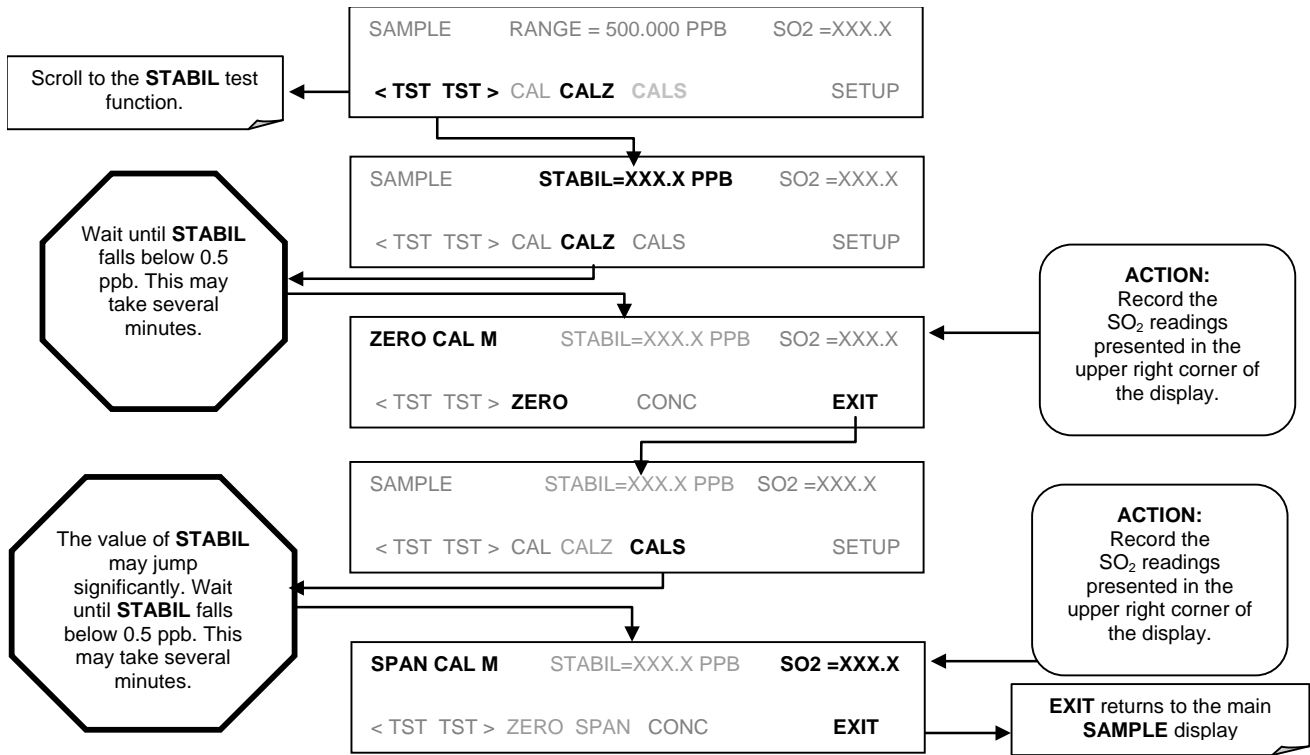 SAMPLE RANGE = 500.000 PPB SO2 =XXX.X
< TST TST > CAL CALZ CALS SETUP
Scroll to the STABIL test
function.
SAMPLE STABIL=XXX.X PPB SO2 =XXX.X
< TST TST > CAL CALZ CALS SETUP
Wait until STABIL
falls below 0.5
ppb. This may
take several
minutes.
ZERO CAL M STABIL=XXX.X PPB SO2 =XXX.X
< TST TST > ZERO CONC EXIT
ACTION:
Record the
SO₂ readings
presented in the
upper right corner of
the display.
SAMPLE STABIL=XXX.X PPB SO2 =XXX.X
< TST TST > CAL CALZ CALS SETUP
The value of STABIL
may jump
significantly. Wait
until STABIL falls
below 0.5 ppb. This
may take several
minutes.
SPAN CAL M STABIL=XXX.X PPB SO2 =XXX.X
< TST TST > ZERO SPAN CONC EXIT
ACTION:
Record the
SO₂ readings
presented in the
upper right corner of
the display.
EXIT returns to the main
SAMPLE display